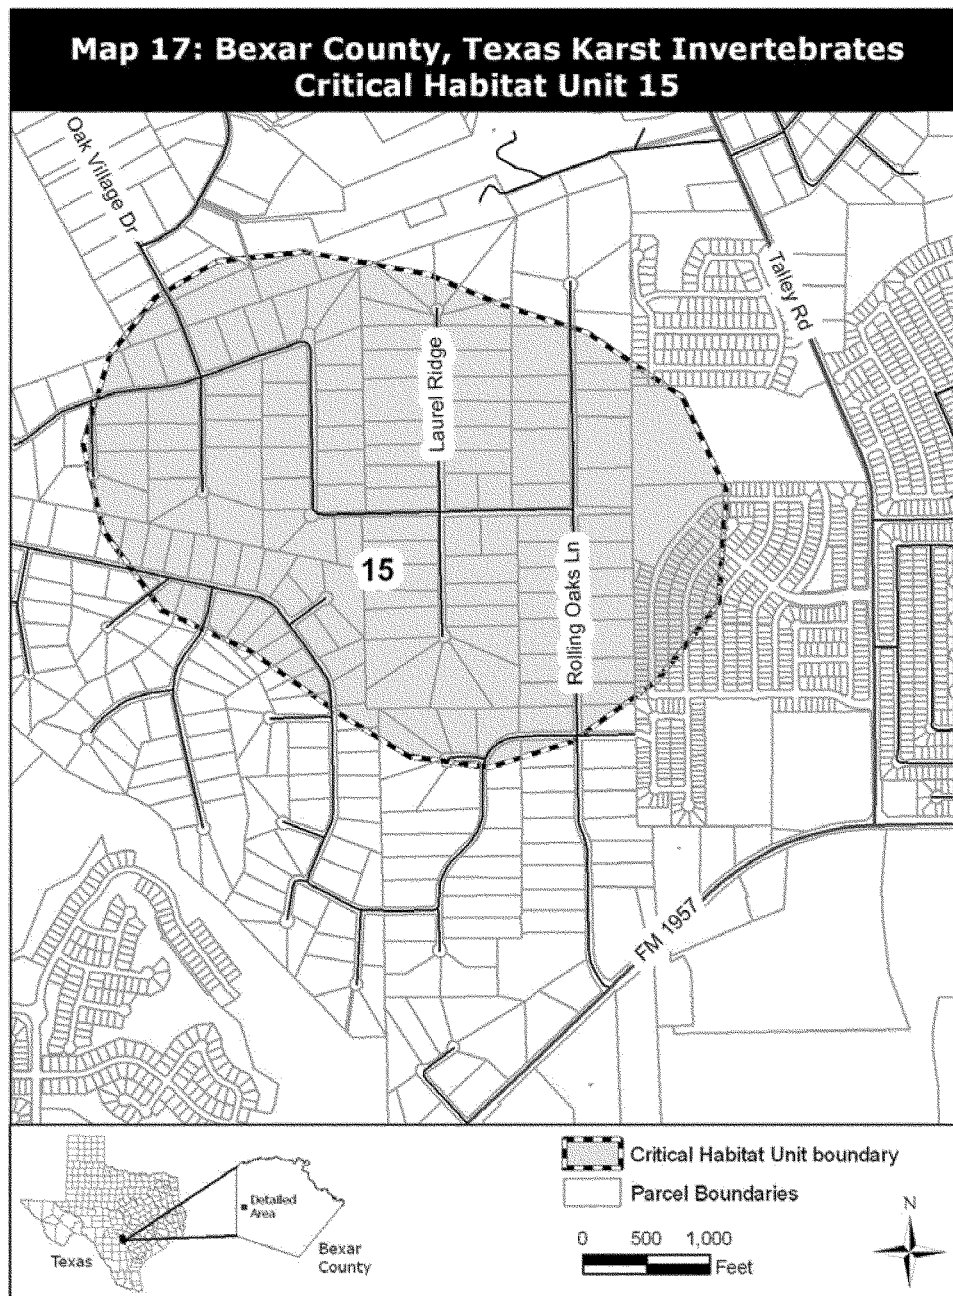 Map 17: Bexar County, Texas Karst Invertebrates
Critical Habitat Unit 15
Oak Village Dr
Talley Rd
Laurel Ridge
15
Rolling Oaks Ln
FM 1957
Critical Habitat Unit boundary
Parcel Boundaries
Detailed
Area
Texas
Bexar
County
0 500 1,000
Feet
N